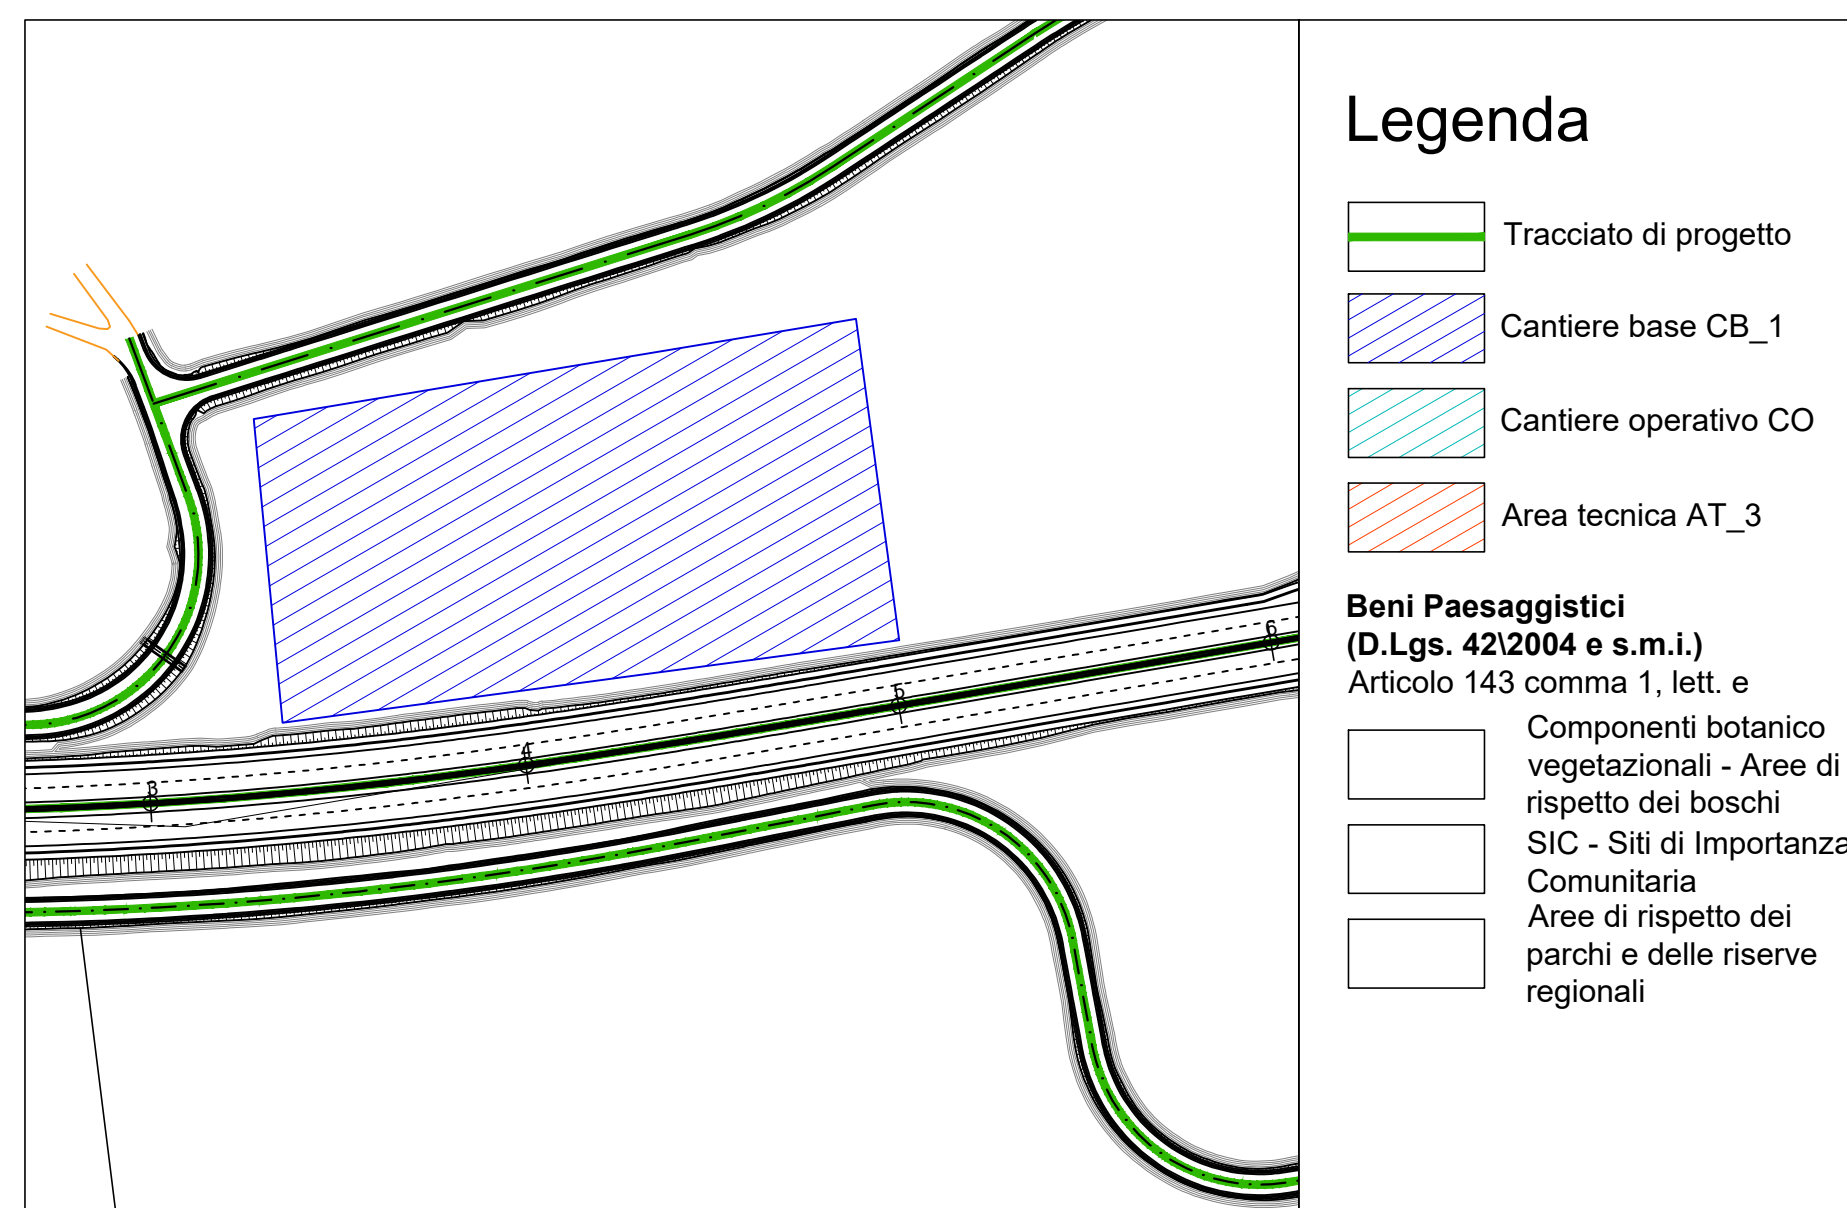 Legenda
Tracciato di progetto
Cantiere base CB_1
Cantiere operativo CO
Area tecnica AT_3
Beni Paesaggistici
(D.Lgs. 42\2004 e s.m.i.)
Articolo 143 comma 1, lett. e
Componenti botanico
vegetazionali - Aree di
rispetto dei boschi
SIC - Siti di Importanza
Comunitaria
Aree di rispetto dei
parchi e delle riserve
regionali
3
4
5
6